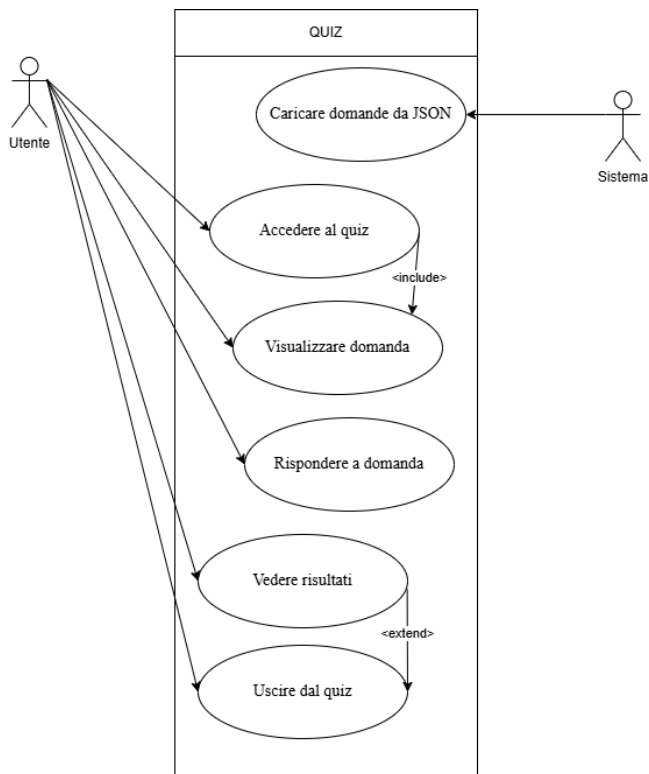 QUIZ
Utente
Caricare domande da JSON
Sistema
Accedere al quiz
<include>
Visualizzare domanda
Rispondere a domanda
Vedere risultati
<extend>
Uscire dal quiz